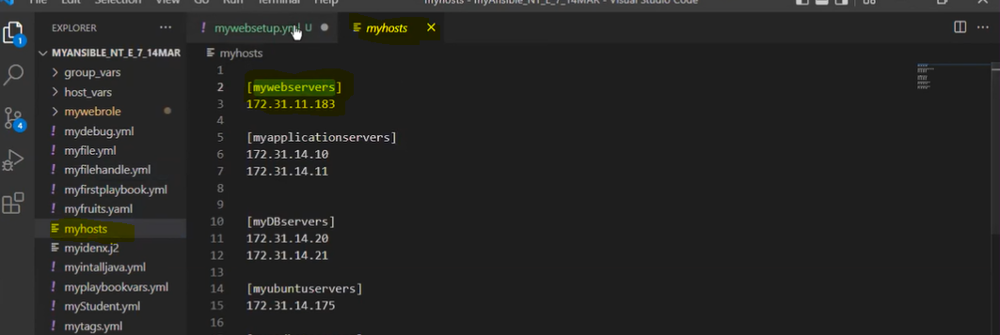 File Edit Selection View Go Run Terminal Help myhosts - myAnsible_NT_E_7_14MAR - Visual Studio Code
EXPLORER
MYANSIBLE_NT_E_7_14MAR
group_vars
host_vars
mywebrole
mydebug.yml
myfile.yml
myfilehandle.yml
myfirstplaybook.yml
myfruits.yaml
myhosts
myidenx.j2
myintalljava.yml
myplaybookvars.yml
myStudent.yml
mytags.yml
1
4
mywebsetup.yml U
myhosts
myhosts
1
2 [mywebservers]
3 172.31.11.183
4
5 [myapplicationservers]
6 172.31.14.10
7 172.31.14.11
8
9
10 [myDBservers]
11 172.31.14.20
12 172.31.14.21
13
14 [myubuntuservers]
15 172.31.14.175
16